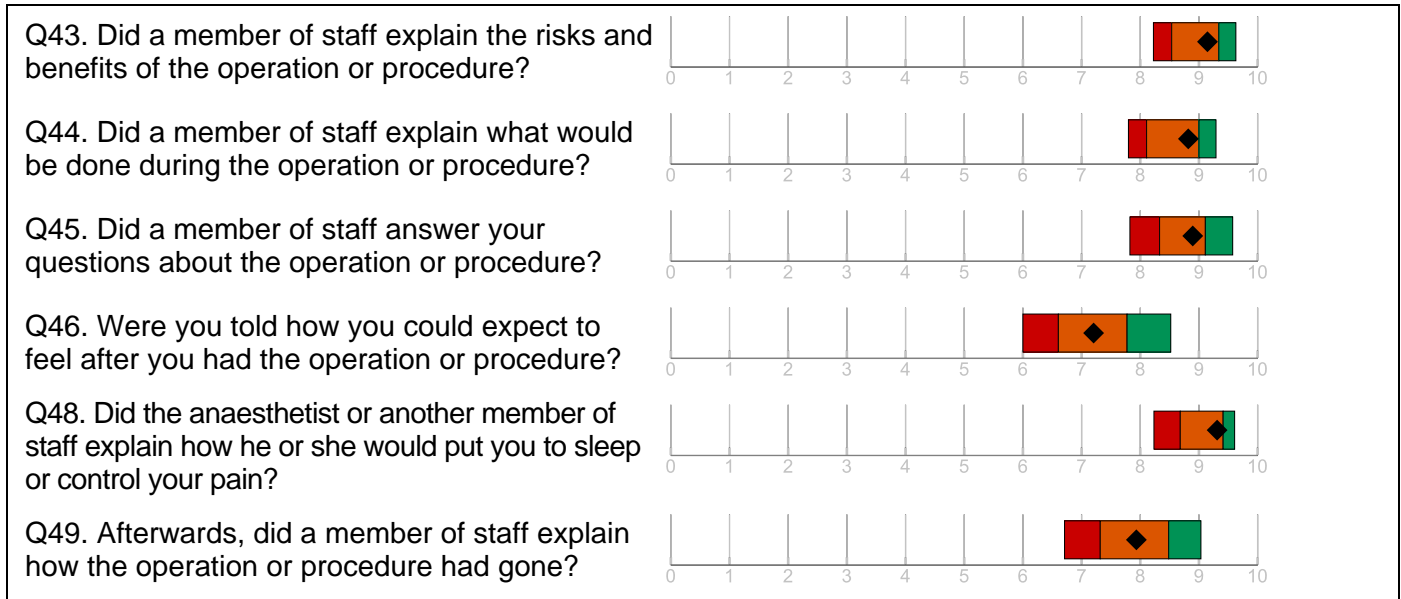 Q43. Did a member of staff explain the risks and
benefits of the operation or procedure?
0 1 2 3 4 5 6 7 8 9 10
Q44. Did a member of staff explain what would
be done during the operation or procedure?
0 1 2 3 4 5 6 7 8 9 10
Q45. Did a member of staff answer your
questions about the operation or procedure?
0 1 2 3 4 5 6 7 8 9 10
Q46. Were you told how you could expect to
feel after you had the operation or procedure?
0 1 2 3 4 5 6 7 8 9 10
Q48. Did the anaesthetist or another member of
staff explain how he or she would put you to sleep
or control your pain?
0 1 2 3 4 5 6 7 8 9 10
Q49. Afterwards, did a member of staff explain
how the operation or procedure had gone?
0 1 2 3 4 5 6 7 8 9 10